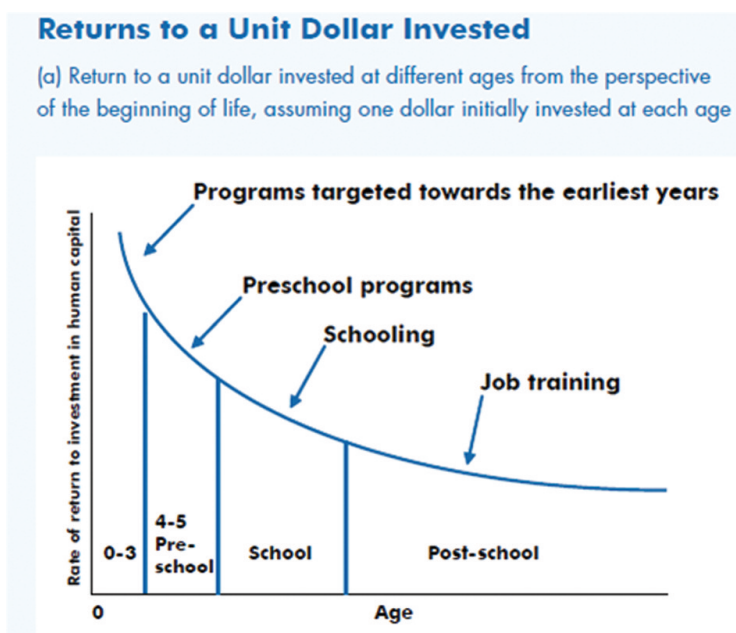 Returns to a Unit Dollar Invested
(a) Return to a unit dollar invested at different ages from the perspective
of the beginning of life, assuming one dollar initially invested at each age
Programs targeted towards the earliest years
Preschool programs
Schooling
Job training
Rate of return to investment in human capital
0-3
4-5
Pre-
school
School
Post-school
0
Age